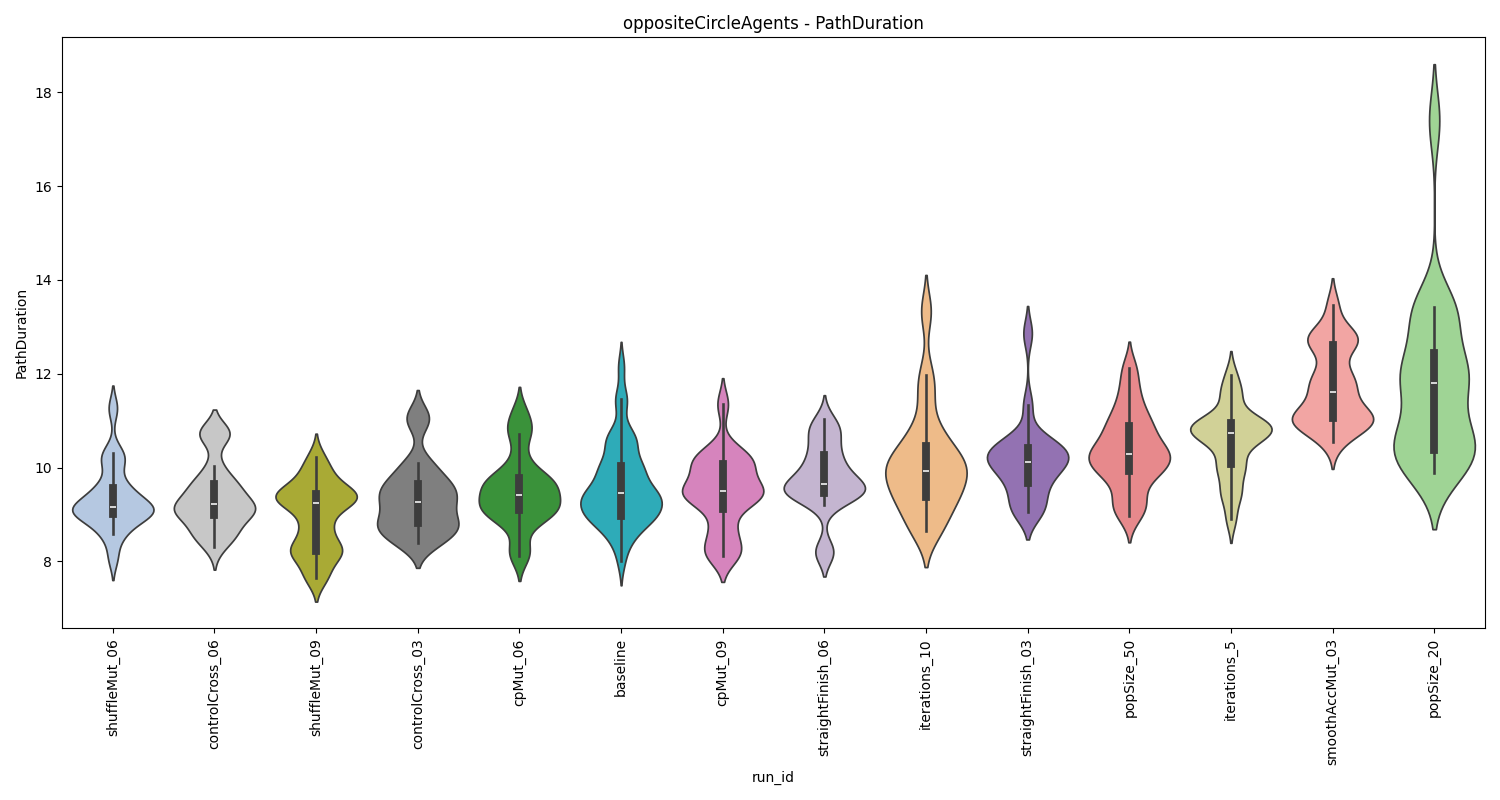 oppositeCircleAgents - PathDuration
PathDuration
18
16
14
12
10
8
shuffleMut_06
controlCross_06
shuffleMut_09
controlCross_03
cpMut_06
baseline
cpMut_09
straightFinish_06
iterations_10
straightFinish_03
popSize_50
iterations_5
smoothAccMut_03
popSize_20
run_id